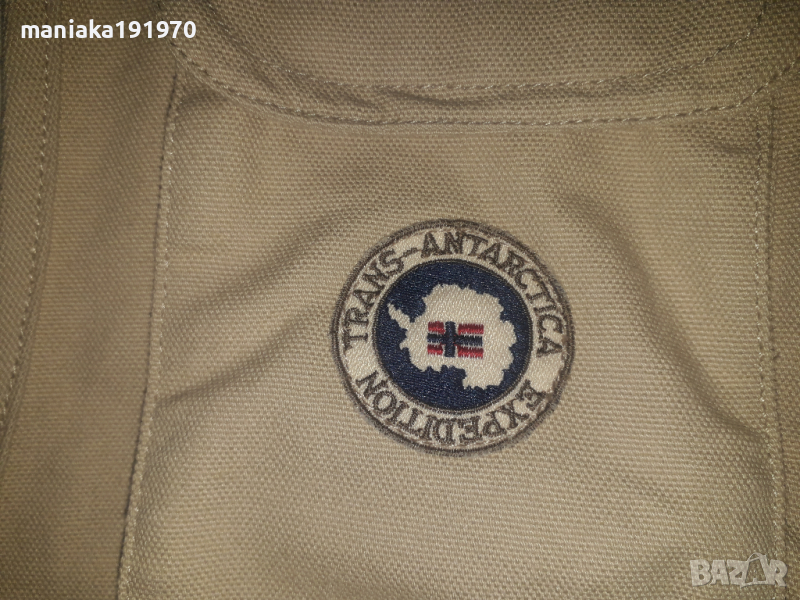 maniaka191970
TRANS-ANTARCTICA EXPEDITION
BAZAR